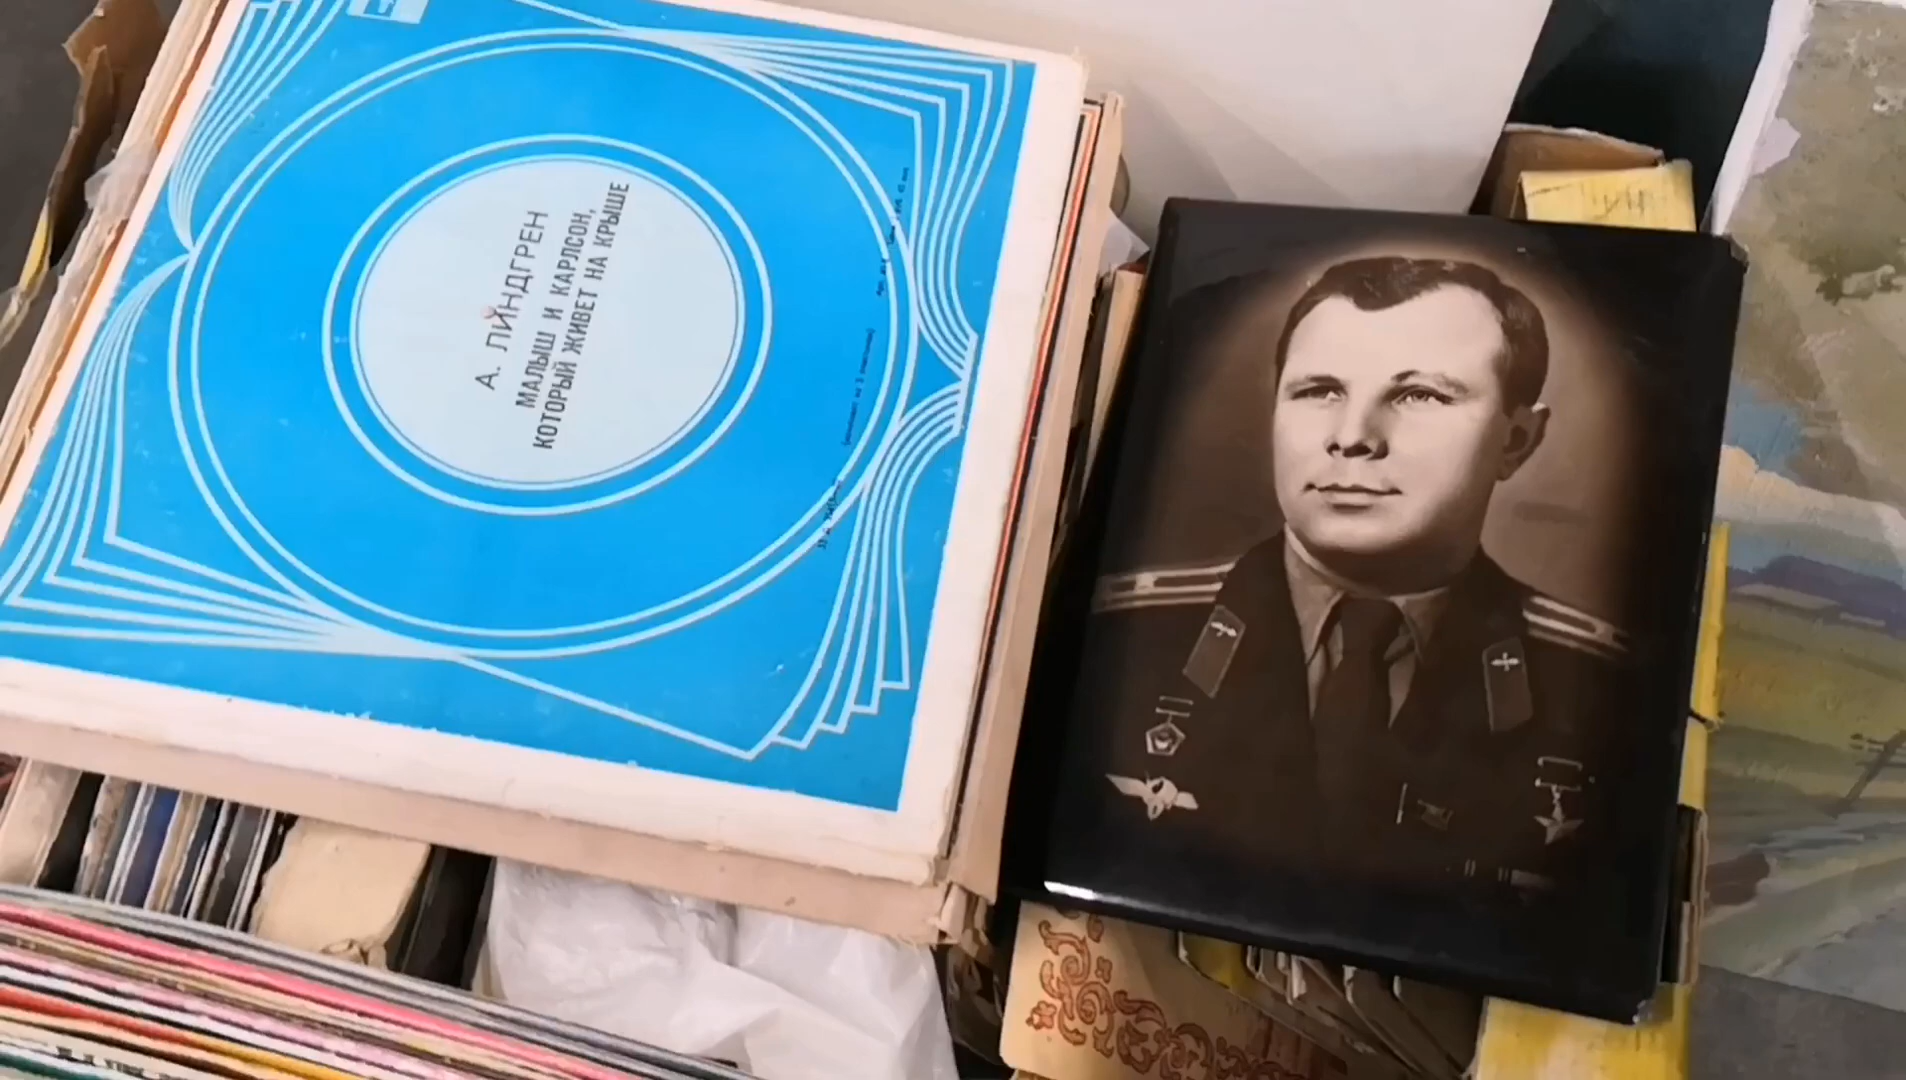 А. ЛИНДГРЕН
МАЛЫШ И КАРЛСОН,
КОТОРЫЙ ЖИВЕТ НА КРЫШЕ